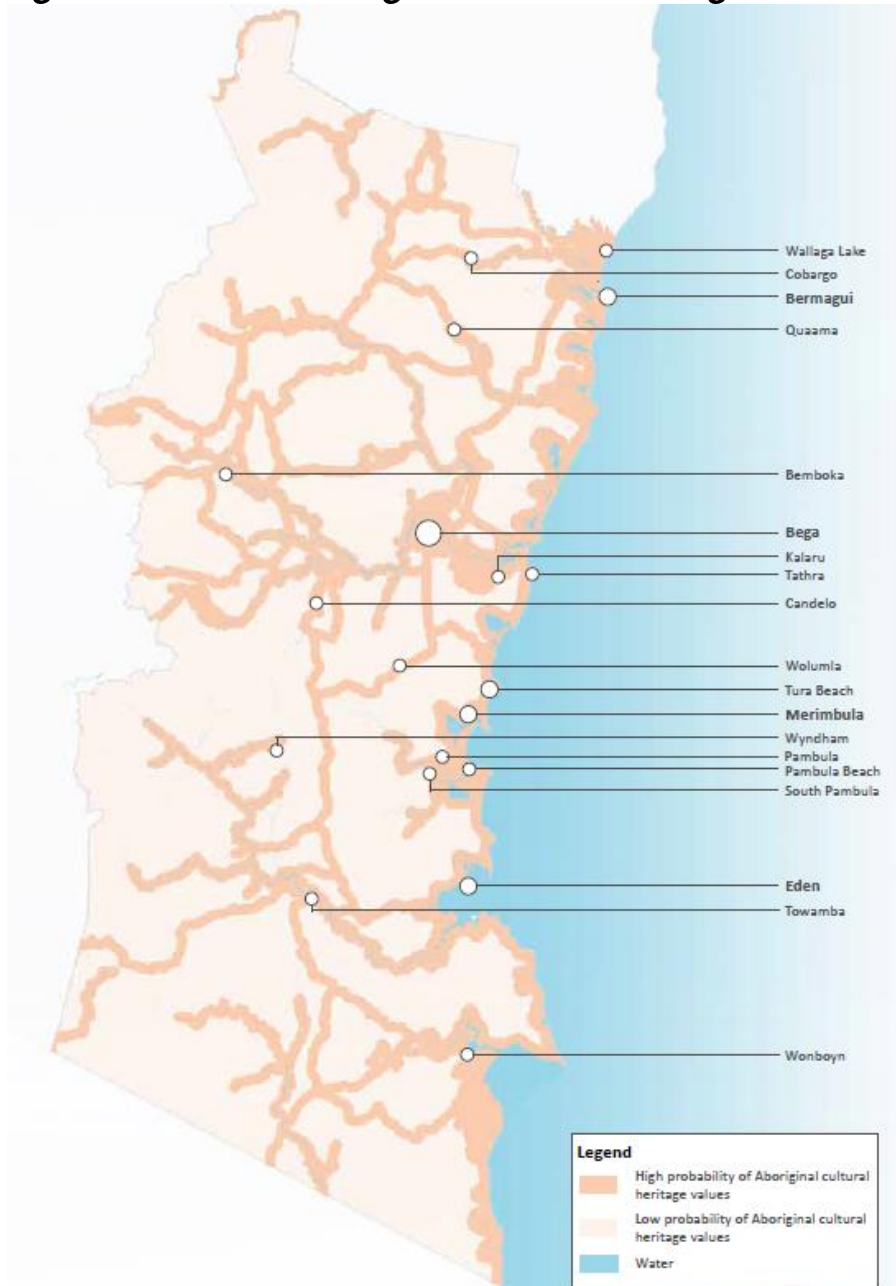 Wallaga Lake
Cobargo
Bermagui
Quaama
Bemboka
Bega
Kalaru
Tathra
Candelo
Wolumla
Tura Beach
Merimbula
Wyndham
Pambula
Pambula Beach
South Pambula
Eden
Towamba
Wonboyn
Legend
High probability of Aboriginal cultural
heritage values
Low probability of Aboriginal cultural
heritage values
Water